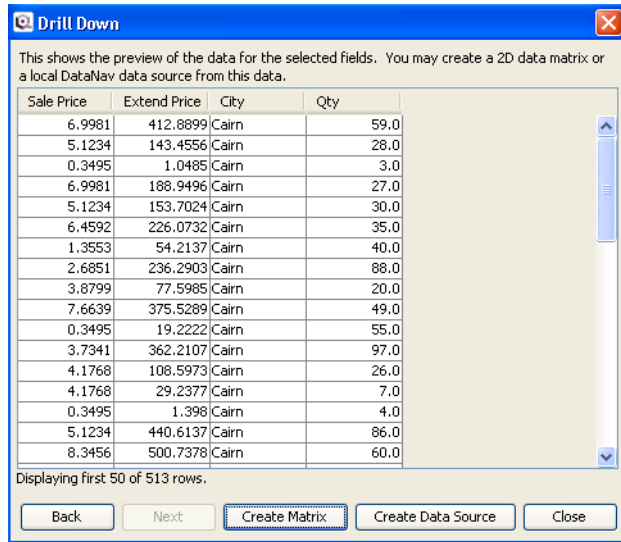 Drill Down
This shows the preview of the data for the selected fields. You may create a 2D data matrix or
a local DataNav data source from this data.
Sale Price Extend Price City Qty
6.9981 412.8899 Cairn 59.0
5.1234 143.4556 Cairn 28.0
0.3495 1.0485 Cairn 3.0
6.9981 188.9496 Cairn 27.0
5.1234 153.7024 Cairn 30.0
6.4592 226.0732 Cairn 35.0
1.3553 54.2137 Cairn 40.0
2.6851 236.2903 Cairn 88.0
3.8799 77.5985 Cairn 20.0
7.6639 375.5289 Cairn 49.0
0.3495 19.2222 Cairn 55.0
3.7341 362.2107 Cairn 97.0
4.1768 108.5973 Cairn 26.0
4.1768 29.2377 Cairn 7.0
0.3495 1.398 Cairn 4.0
5.1234 440.6137 Cairn 86.0
8.3456 500.7378 Cairn 60.0
Displaying first 50 of 513 rows.
Back Next Create Matrix Create Data Source Close